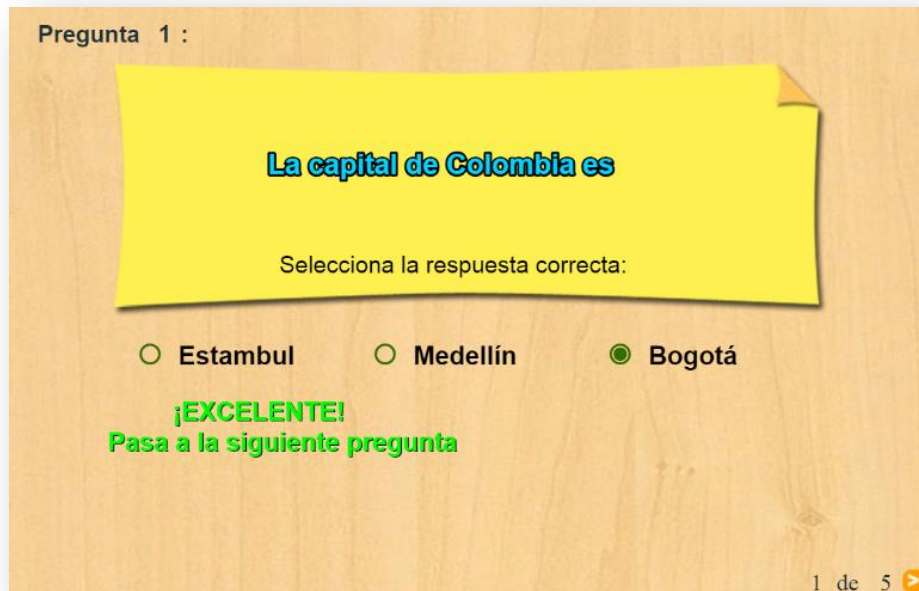 Pregunta 1 :
La capital de Colombia es
Selecciona la respuesta correcta:
Estambul Medellín Bogotá
¡EXCELENTE!
Pasa a la siguiente pregunta
1 de 5